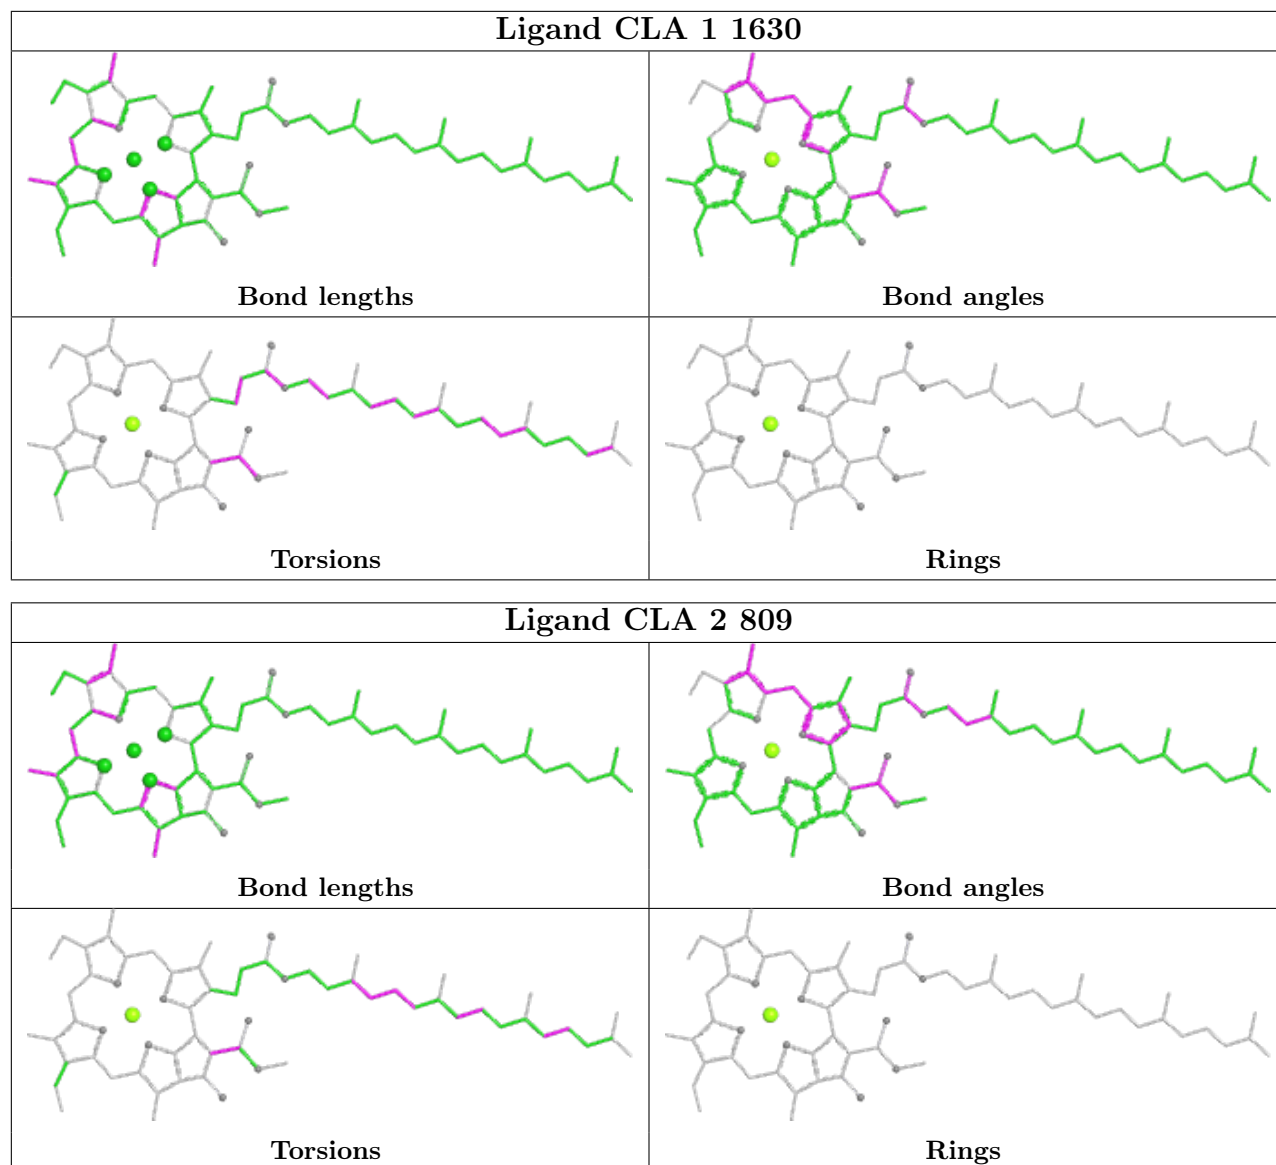 Ligand CLA 1 1630
Bond lengths
Bond angles
Torsions
Rings
Ligand CLA 2 809
Bond lengths
Bond angles
Torsions
Rings